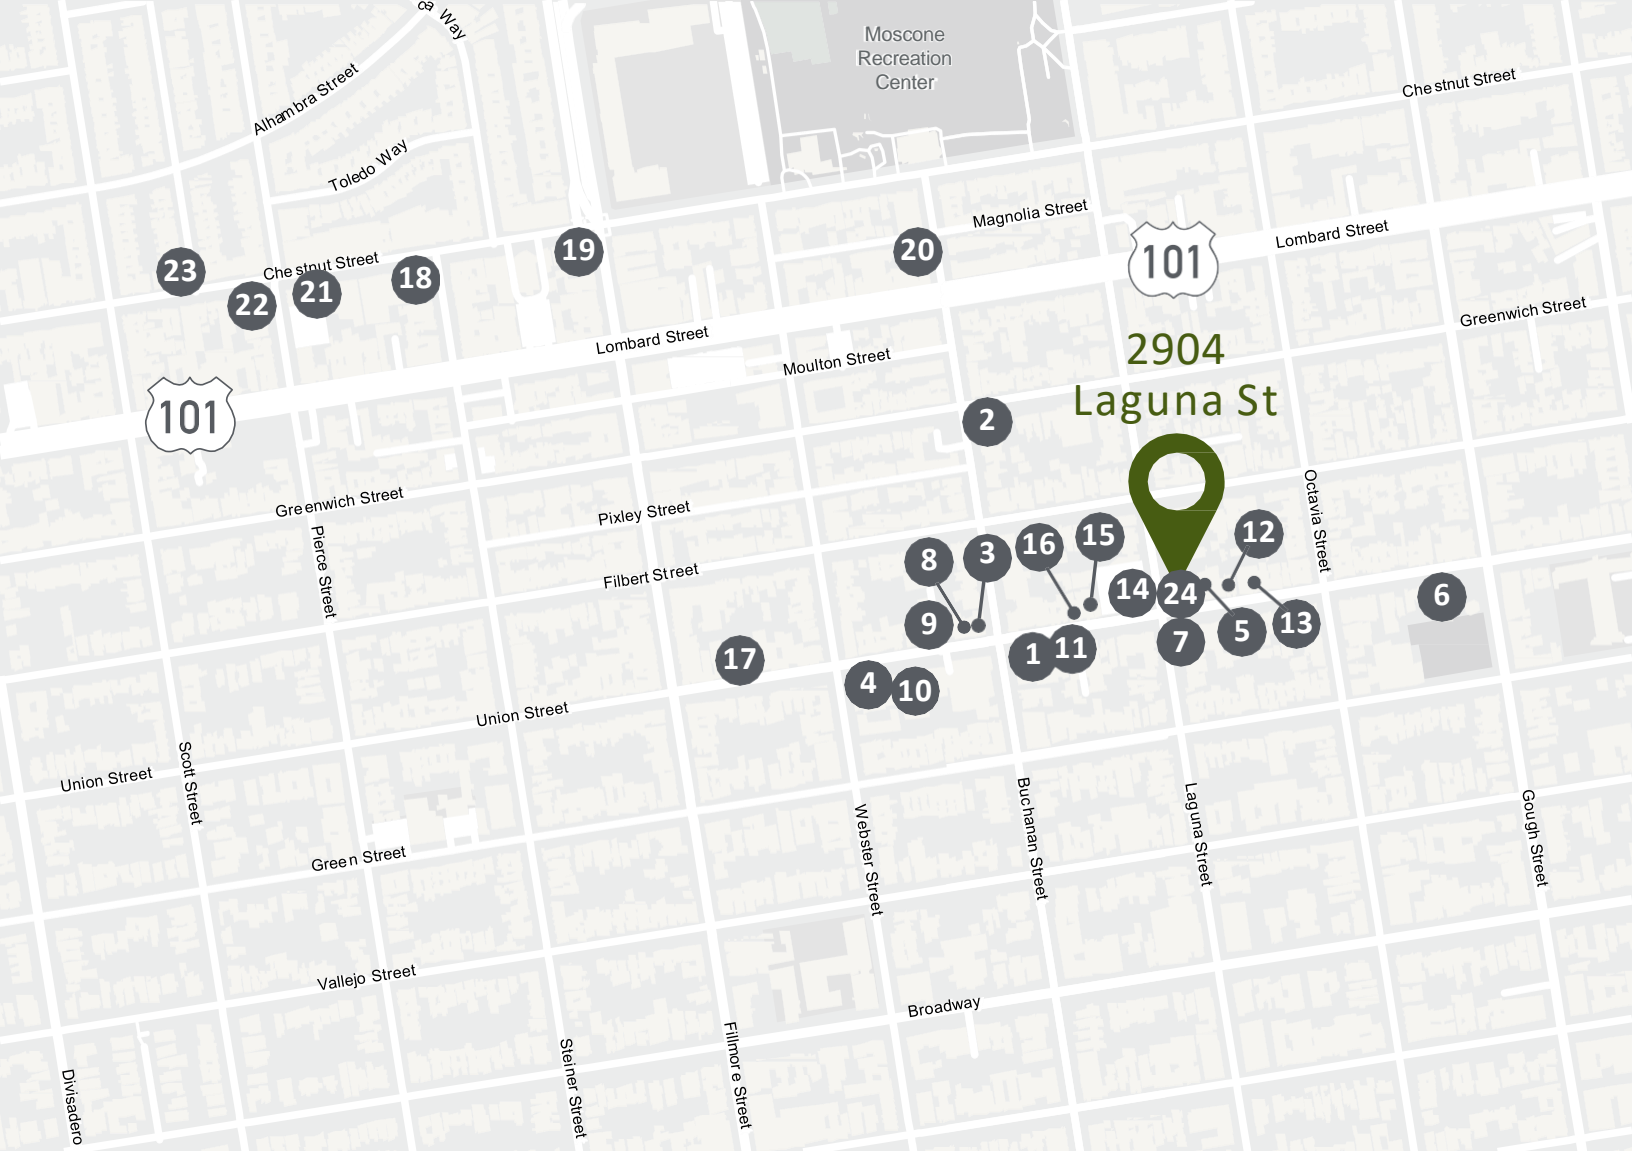 ca Way
Moscone
Recreation
Center
Alhambra Street
Chestnut Street
Toledo Way
Magnolia Street
20
19
101
Lombard Street
23
Chestnut Street
18
21
22
Greenwich Street
Lombard Street
Moulton Street
2904
Laguna St
101
2
Greenwich Street
Pixley Street
Octavia Street
Pierce Street
12
15
16
3
8
Filbert Street
14
24
6
9
13
5
7
11
1
17
4
10
Union Street
Union Street
Scott Street
Buchanan Street
Laguna Street
Gough Street
Webster Street
Green Street
Vallejo Street
Broadway
Fillmore Street
Steiner Street
Divisadero